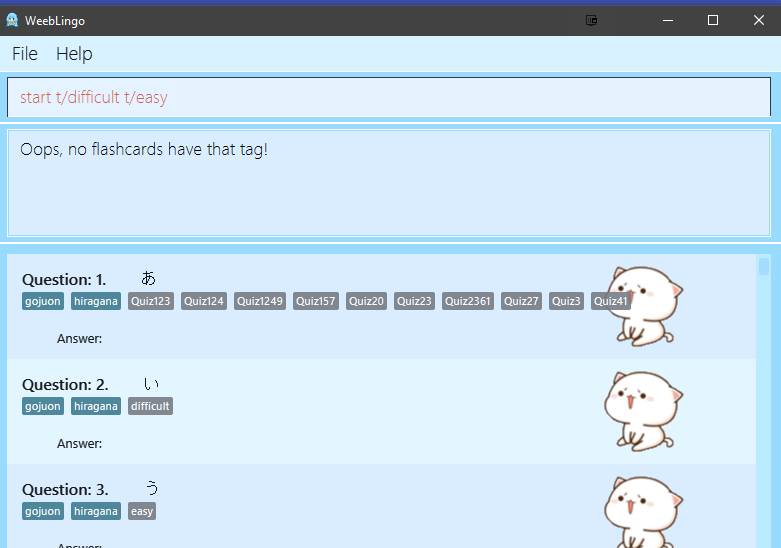 WeebLingo
File Help
start t/difficult t/easy
Oops, no flashcards have that tag!
Question: 1. あ
gojuon hiragana Quiz123 Quiz124 Quiz1249 Quiz157 Quiz20 Quiz23 Quiz2361 Quiz27 Quiz3 Quiz41
Answer:
Question: 2. い
gojuon hiragana difficult
Answer:
Question: 3. う
gojuon hiragana easy
Answer: